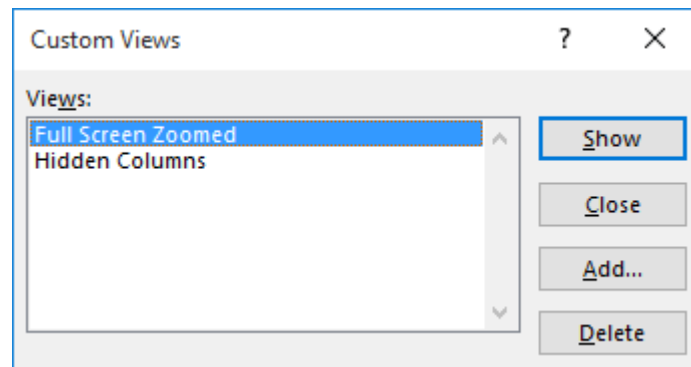 Custom Views
?
Views:
Full Screen Zoomed
Hidden Columns
Show
Close
Add...
Delete